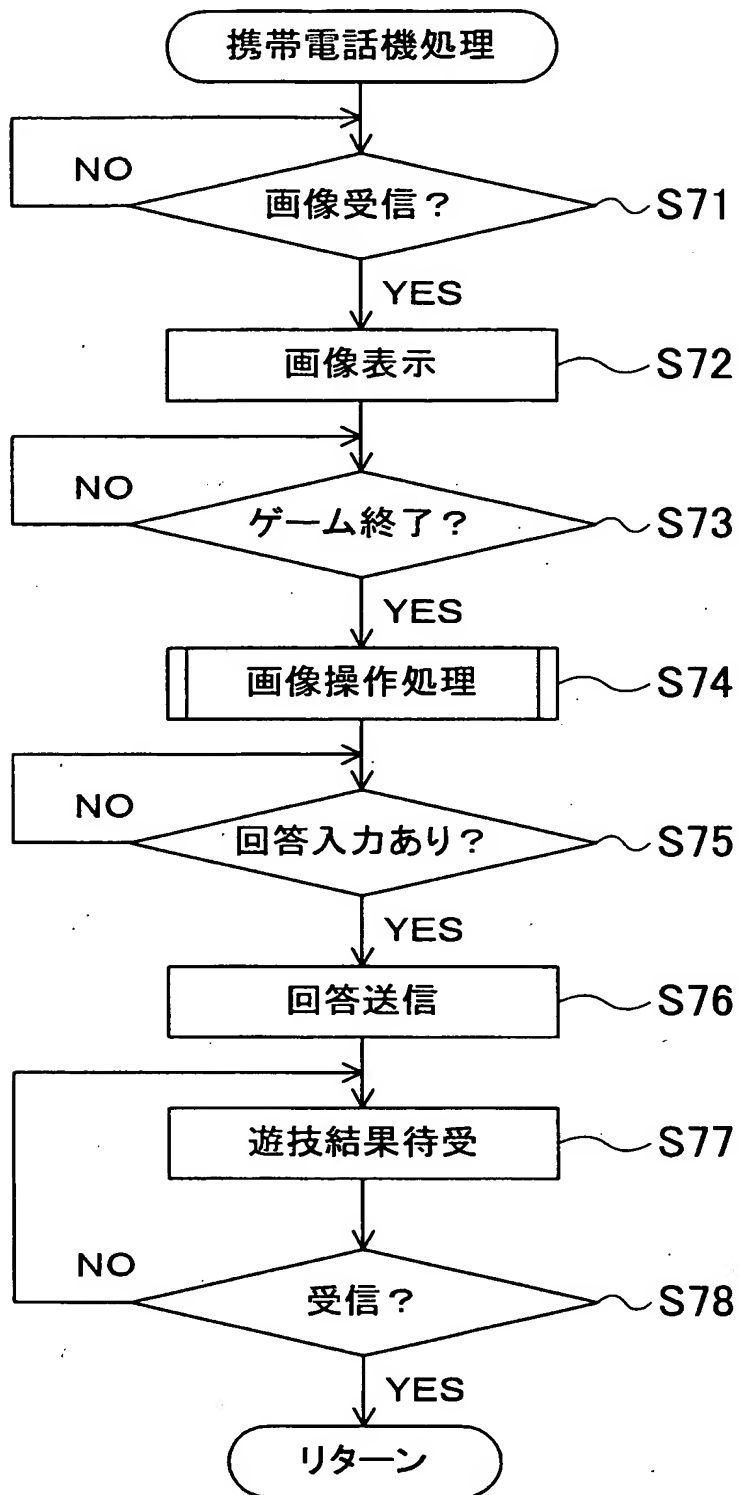 携帯電話機処理
NO
画像受信？
S71
YES
画像表示
S72
NO
ゲーム終了？
S73
YES
画像操作処理
S74
NO
回答入力あり？
S75
YES
回答送信
S76
遊技結果待受
S77
NO
受信？
S78
YES
リターン